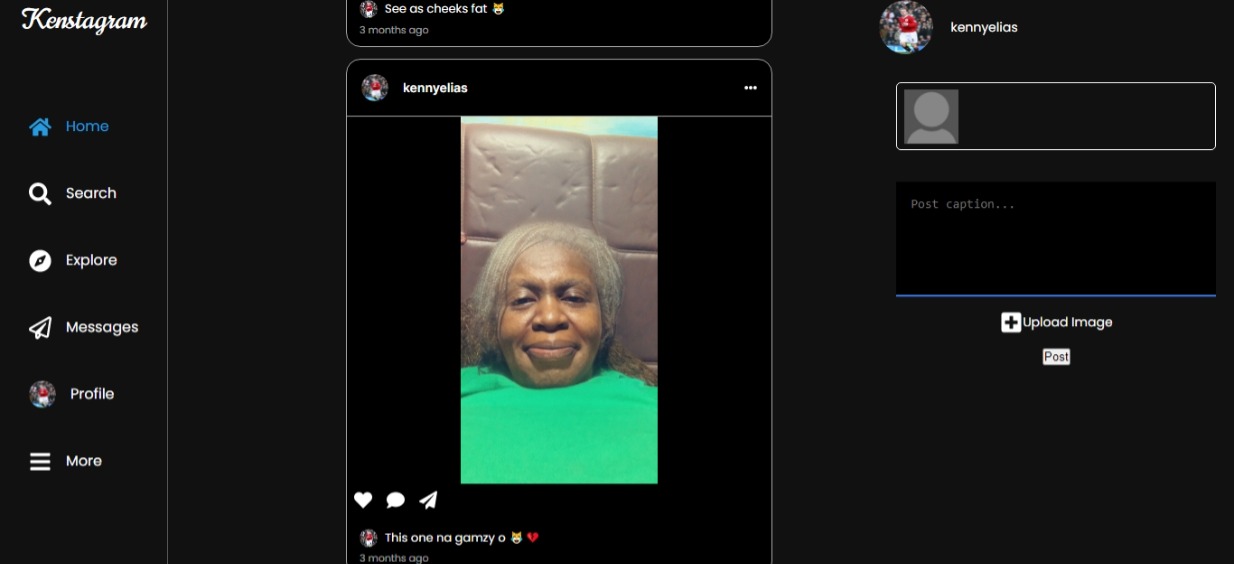 Kenstagram
Home
Search
Explore
Messages
Profile
More
See as cheeks fat 😹
3 months ago
kennyelias
This one na gamzy o 😹 💔
3 months ago
kennyelias
Post caption...
Upload Image
Post